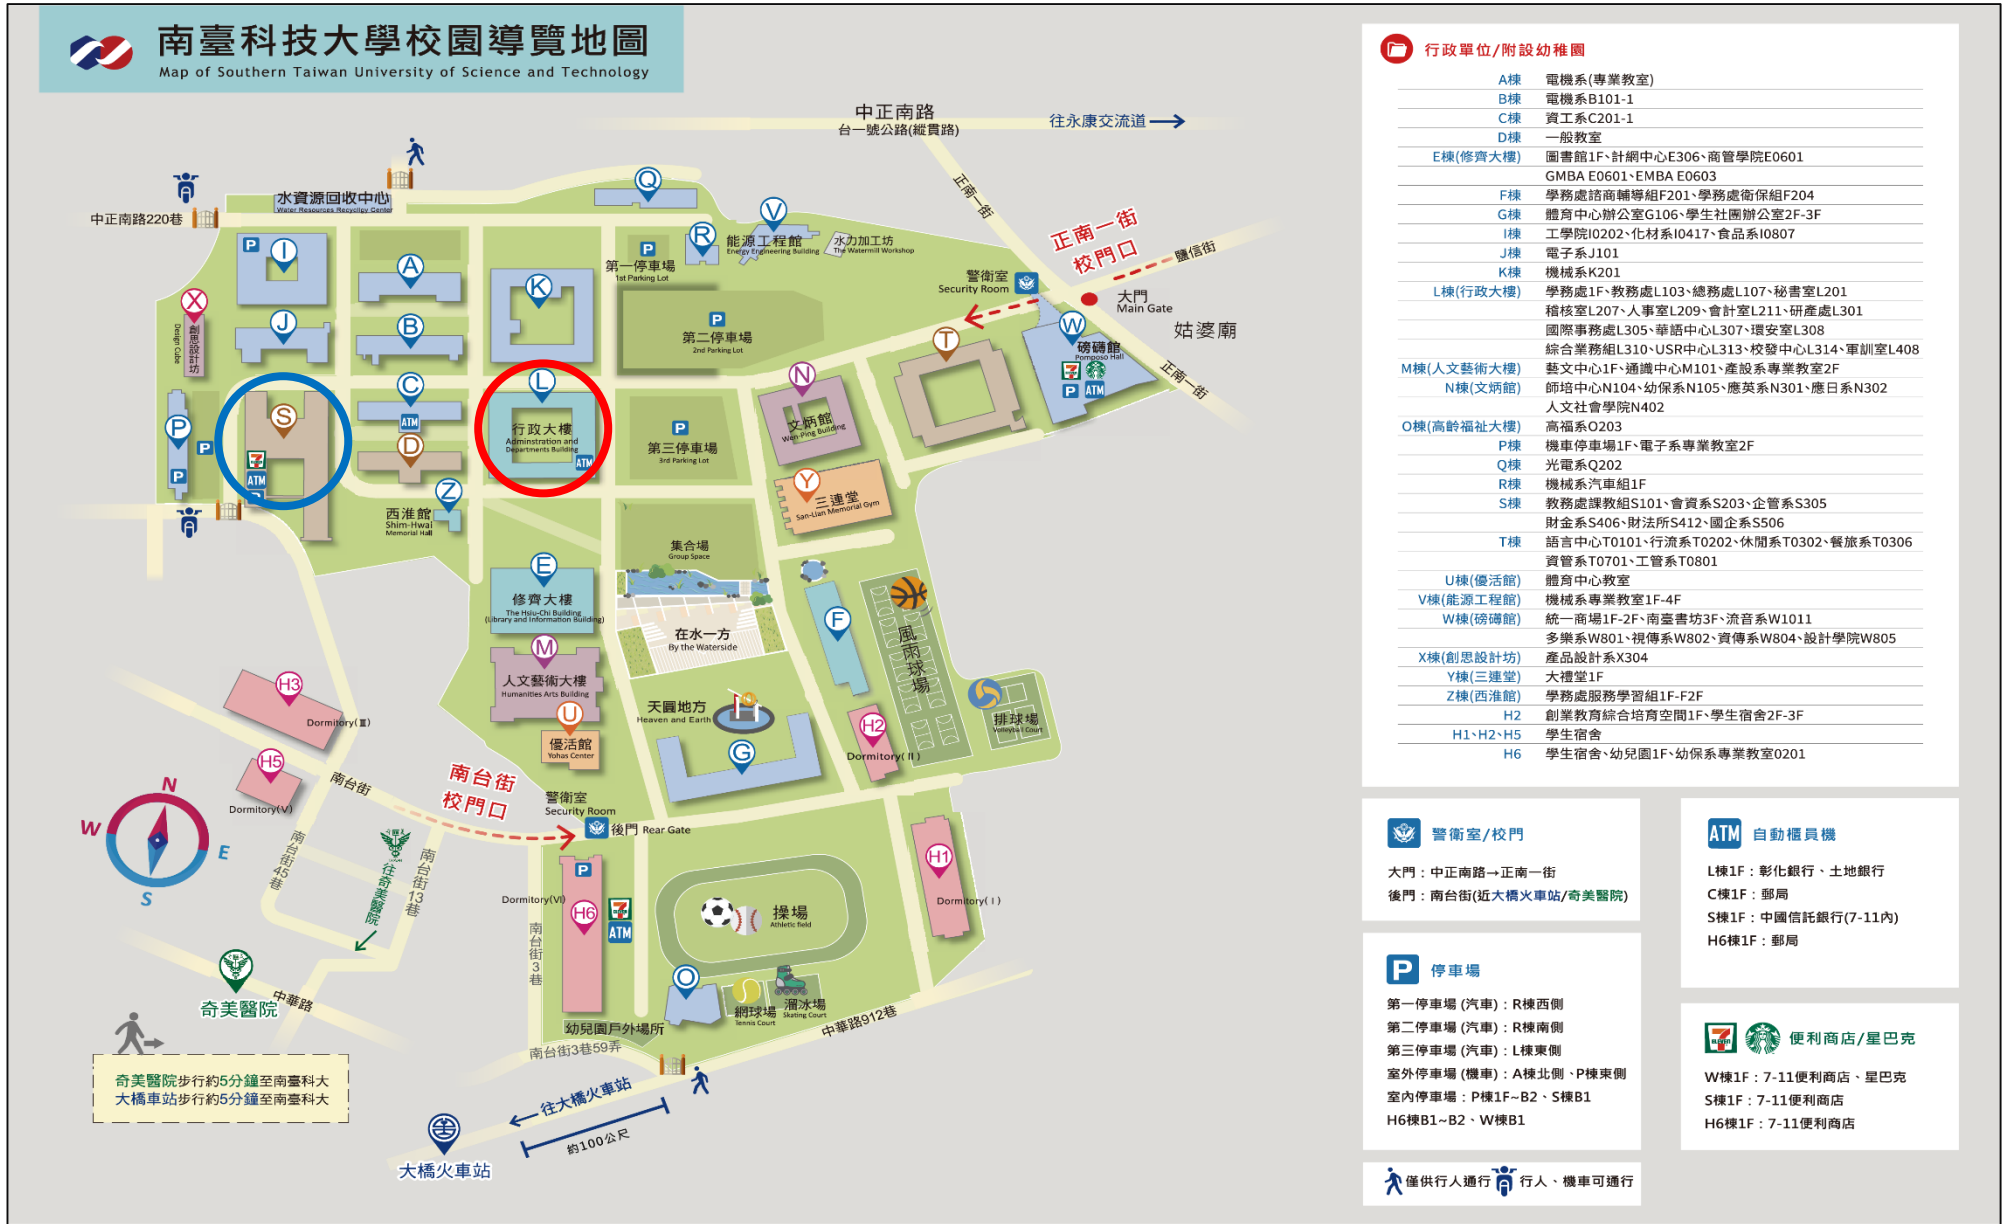 南臺科技大學校園導覽地圖
Map of Southern Taiwan University of Science and Technology
中正南路
台一號公路(縱貫路)
往永康交流道
正南一街
水資源回收中心
Water Resources Recyclig Center
中正南路220巷
Q
V
R
能源工程館
Energy Engineering Building
水力加工坊
The Watermill Workshop
正南一街
校門口
鹽信街
P
I
A
K
P
第一停車場
1st Parking Lot
警衛室
Security Room
大門
Main Gate
姑婆廟
X
創思設計坊
Design Cube
J
B
P
第二停車場
2nd Parking Lot
T
W
磅礴館
Pomposo Hall
7
ELEVEN
P
ATM
正南一街
S
C
ATM
L
行政大樓
Adminstration and
Departments Building
ATM
N
文炳館
Wen-Ping Building
P
P
P
7
ELEVEN
ATM
P
D
P
第三停車場
3rd Parking Lot
Z
西淮館
Shim-Hwai
Memorial Hall
Y
三連堂
San-Lian Memorial Gym
集合場
Group Space
E
修齊大樓
The Hsiu-Chi Building
(Library and Information Building)
在水一方
By the Waterside
F
風雨球場
M
人文藝術大樓
Humanities Arts Building
U
優活館
Yohas Center
天圓地方
Heaven and Earth
G
H2
Dormitory(Ⅱ)
排球場
Volleyball Court
H3
Dormitory(Ⅲ)
H5
Dormitory(Ⅴ)
南台街
南台街
校門口
警衛室
Security Room
後門 Rear Gate
N
W
E
S
南台街45巷
往奇美醫院
南台街13巷
P
Dormitory(Ⅵ)
H6
7
ELEVEN
ATM
南台街3巷
操場
Athletic field
H1
Dormitory(Ⅰ)
O
網球場
Tennis Court
溜冰場
Skating Court
中華路912巷
幼兒園戶外場所
南台街3巷59弄
奇美醫院
中華路
奇美醫院步行約5分鐘至南臺科大
大橋車站步行約5分鐘至南臺科大
往大橋火車站
約100公尺
大橋火車站
行政單位/附設幼稚園
A棟 電機系(專業教室)
B棟 電機系B101-1
C棟 資工系C201-1
D棟 一般教室
E棟(修齊大樓) 圖書館1F、計網中心E306、商管學院E0601
GMBA E0601、EMBA E0603
F棟 學務處諮商輔導組F201、學務處衛保組F204
G棟 體育中心辦公室G106、學生社團辦公室2F-3F
I棟 工學院I0202、化材系I0417、食品系I0807
J棟 電子系J101
K棟 機械系K201
L棟(行政大樓) 學務處1F、教務處L103、總務處L107、秘書室L201
稽核室L207、人事室L209、會計室L211、研產處L301
國際事務處L305、華語中心L307、環安室L308
綜合業務組L310、USR中心L313、校發中心L314、軍訓室L408
M棟(人文藝術大樓) 藝文中心1F、通識中心M101、產設系專業教室2F
N棟(文炳館) 師培中心N104、幼保系N105、應英系N301、應日系N302
人文社會學院N402
O棟(高齡福祉大樓) 高福系O203
P棟 機車停車場1F、電子系專業教室2F
Q棟 光電系Q202
R棟 機械系汽車組1F
S棟 教務處課教組S101、會資系S203、企管系S305
財金系S406、財法所S412、國企系S506
T棟 語言中心T0101、行流系T0202、休閒系T0302、餐旅系T0306
資管系T0701、工管系T0801
U棟(優活館) 體育中心教室
V棟(能源工程館) 機械系專業教室1F-4F
W棟(磅礴館) 統一商場1F-2F、南臺書坊3F、流音系W1011
多樂系W801、視傳系W802、資傳系W804、設計學院W805
X棟(創思設計坊) 產品設計系X304
Y棟(三連堂) 大禮堂1F
Z棟(西淮館) 學務處服務學習組1F-F2F
H2 創業教育綜合培育空間1F、學生宿舍2F-3F
H1、H2、H5 學生宿舍
H6 學生宿舍、幼兒園1F、幼保系專業教室0201
警衛室/校門
大門：中正南路→正南一街
後門：南台街(近大橋火車站/奇美醫院)
P 停車場
第一停車場 (汽車)：R棟西側
第二停車場 (汽車)：R棟南側
第三停車場 (汽車)：L棟東側
室外停車場 (機車)：A棟北側、P棟東側
室內停車場：P棟1F~B2、S棟B1
H6棟B1~B2、W棟B1
僅供行人通行 行人、機車可通行
ATM 自動櫃員機
L棟1F：彰化銀行、土地銀行
C棟1F：郵局
S棟1F：中國信託銀行(7-11內)
H6棟1F：郵局
7
ELEVEN
便利商店/星巴克
W棟1F：7-11便利商店、星巴克
S棟1F：7-11便利商店
H6棟1F：7-11便利商店